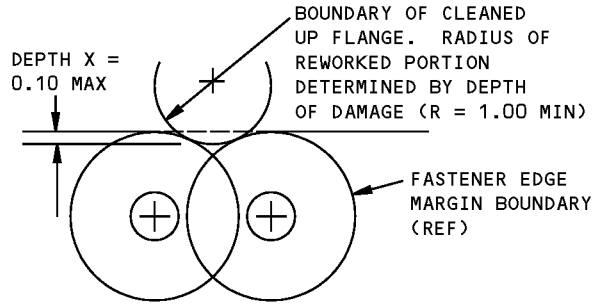 BOUNDARY OF CLEANED
UP FLANGE. RADIUS OF
REWORKED PORTION
DETERMINED BY DEPTH
OF DAMAGE (R = 1.00 MIN)
DEPTH X =
0.10 MAX
FASTENER EDGE
MARGIN BOUNDARY
(REF)